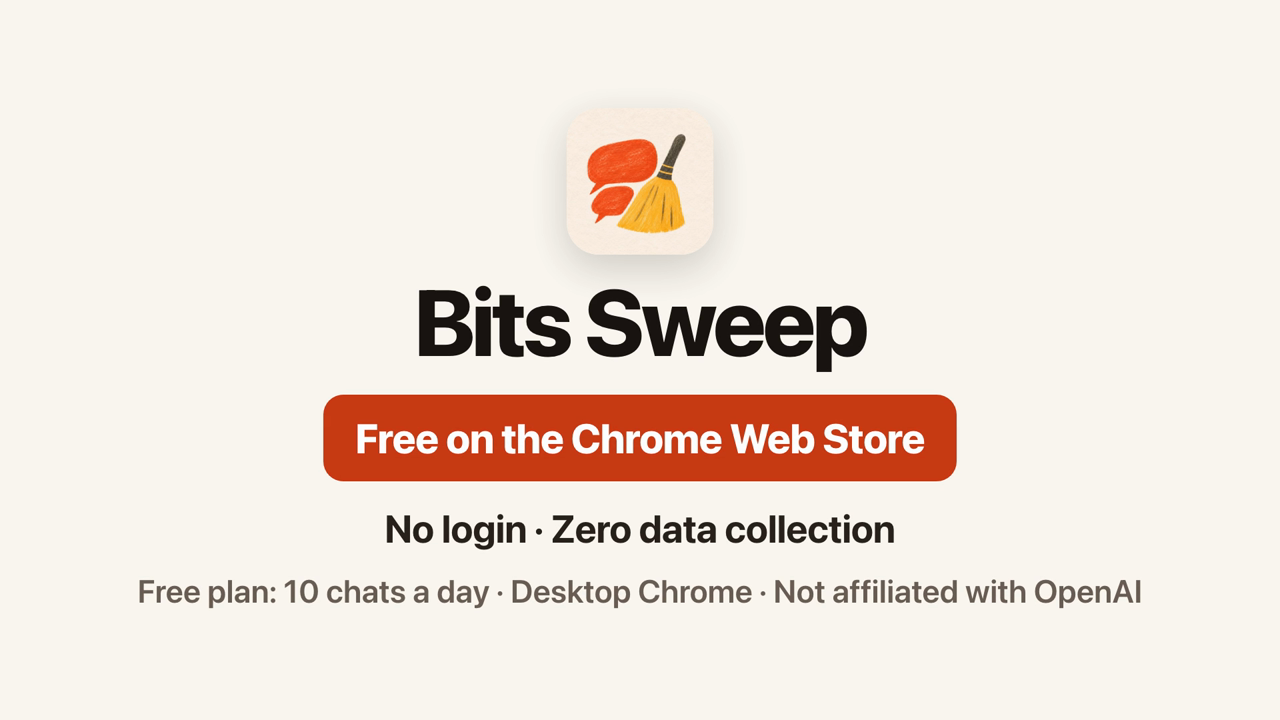 Bits Sweep
Free on the Chrome Web Store
No login · Zero data collection
Free plan: 10 chats a day · Desktop Chrome · Not affiliated with OpenAI